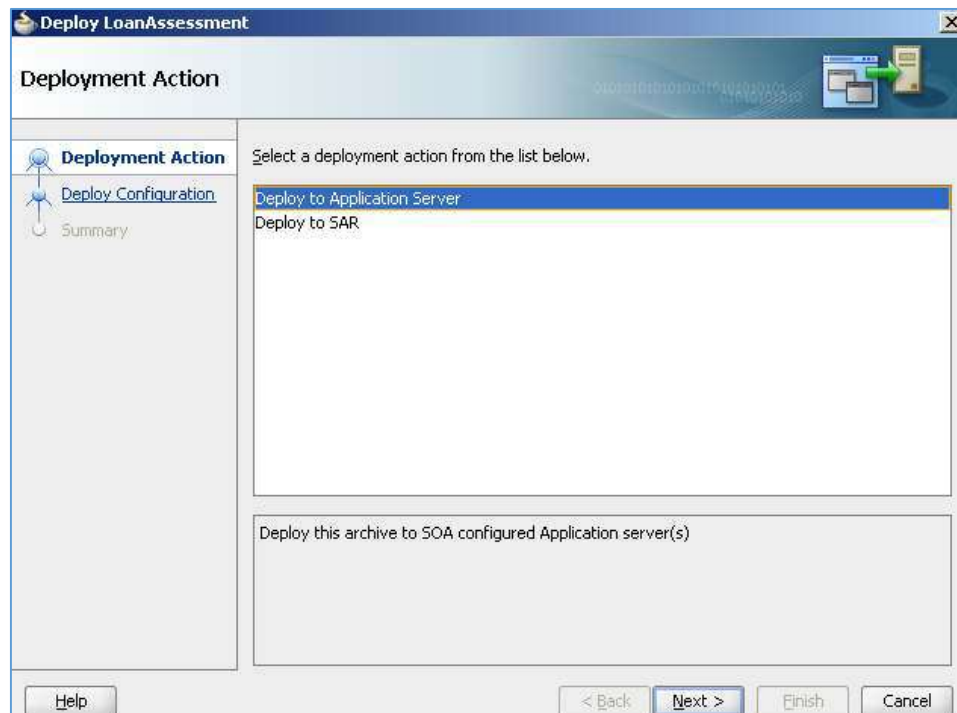 Deploy LoanAssessment
Deployment Action
Deployment Action
Deploy Configuration
Summary
Select a deployment action from the list below.
Deploy to Application Server
Deploy to SAR
Deploy this archive to SOA configured Application server(s)
Help
< Back
Next >
Finish
Cancel